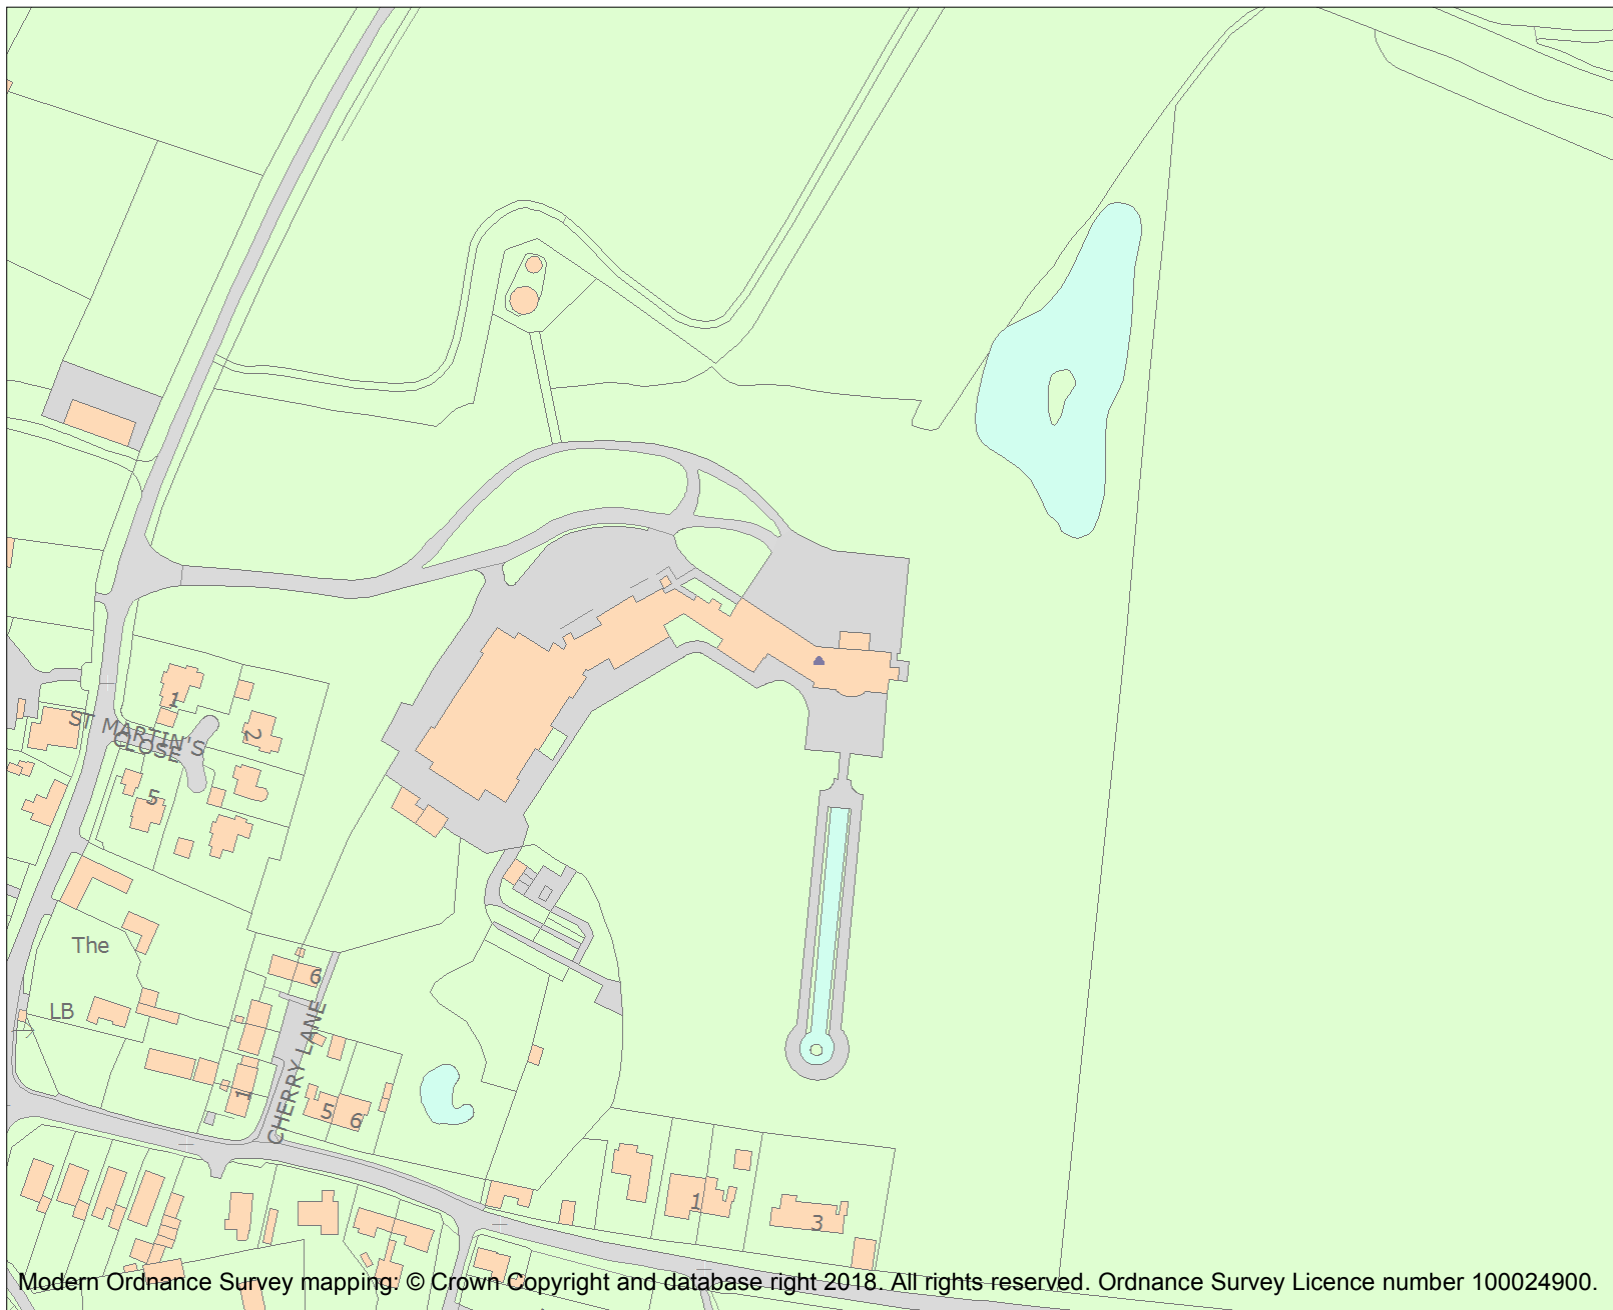 1
ST MARTIN'S
CLOSE
2
5
The
6
LB
CHERRY LANE
1
5
6
1
3
Modern Ordnance Survey mapping: © Crown Copyright and database right 2018. All rights reserved. Ordnance Survey Licence number 100024900.